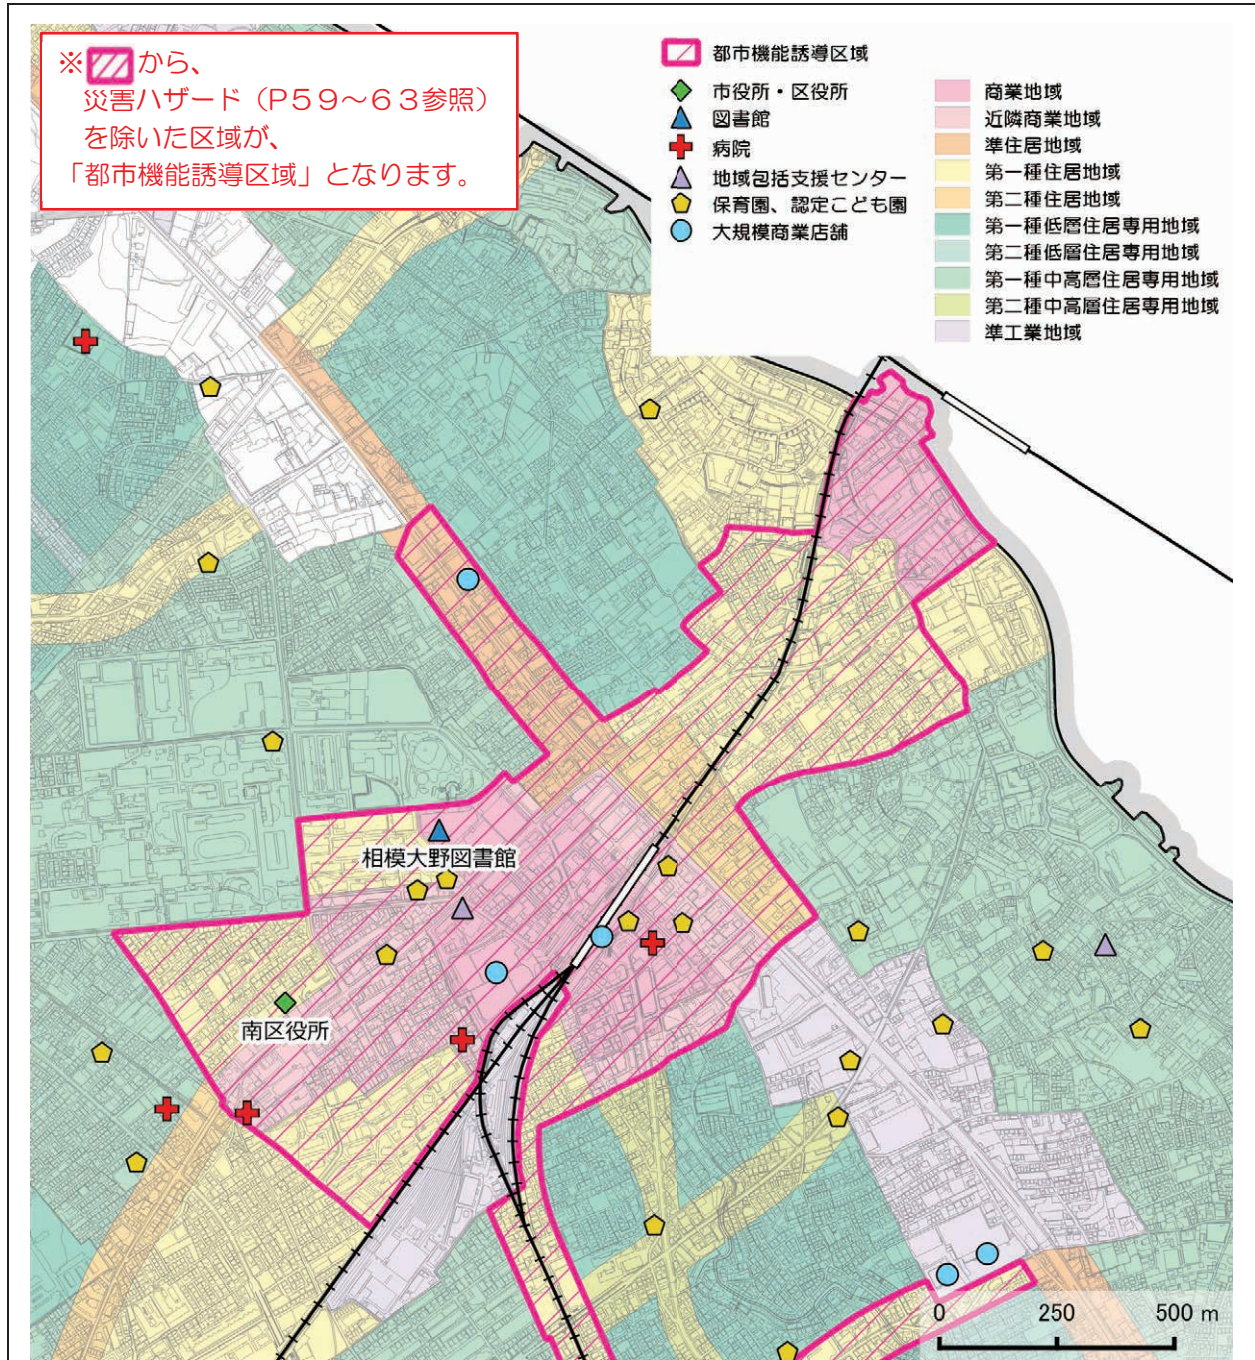 ※から、
災害ハザード（P５９～６３参照）
を除いた区域が、
「都市機能誘導区域」となります。
都市機能誘導区域
市役所・区役所
図書館
病院
地域包括支援センター
保育園、認定こども園
大規模商業店舗
商業地域
近隣商業地域
準住居地域
第一種住居地域
第二種住居地域
第一種低層住居専用地域
第二種低層住居専用地域
第一種中高層住居専用地域
第二種中高層住居専用地域
準工業地域
相模大野図書館
南区役所
0 250 500 m